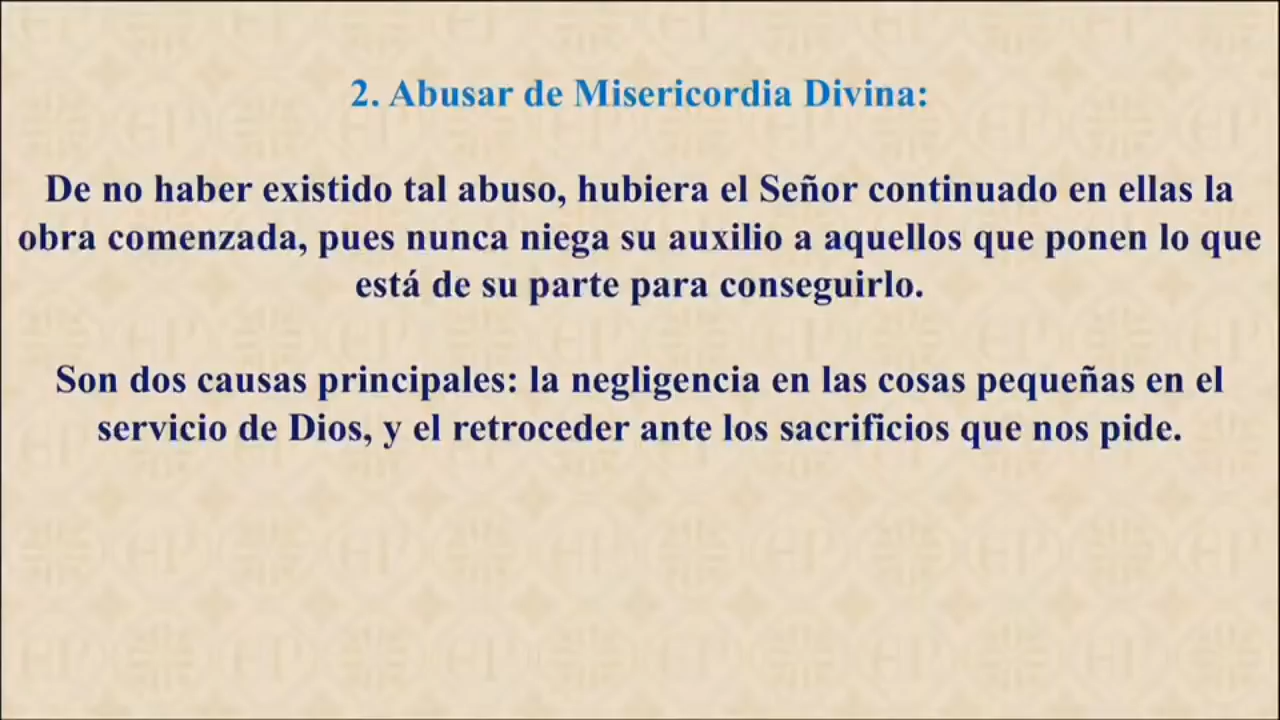 2. Abusar de Misericordia Divina:
De no haber existido tal abuso, hubiera el Señor continuado en ellas la
obra comenzada, pues nunca niega su auxilio a aquellos que ponen lo que
está de su parte para conseguirlo.
Son dos causas principales: la negligencia en las cosas pequeñas en el
servicio de Dios, y el retroceder ante los sacrificios que nos pide.